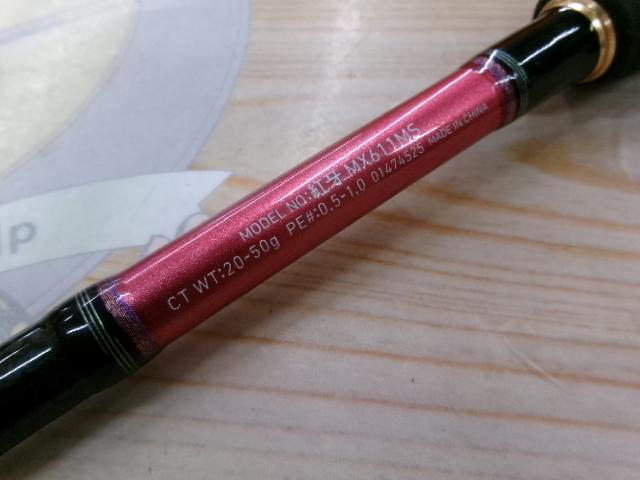 MODEL NO.:紅牙 MX611MS
CT WT:20-50g PE#:0.5-1.0 01474525 MADE IN CHINA